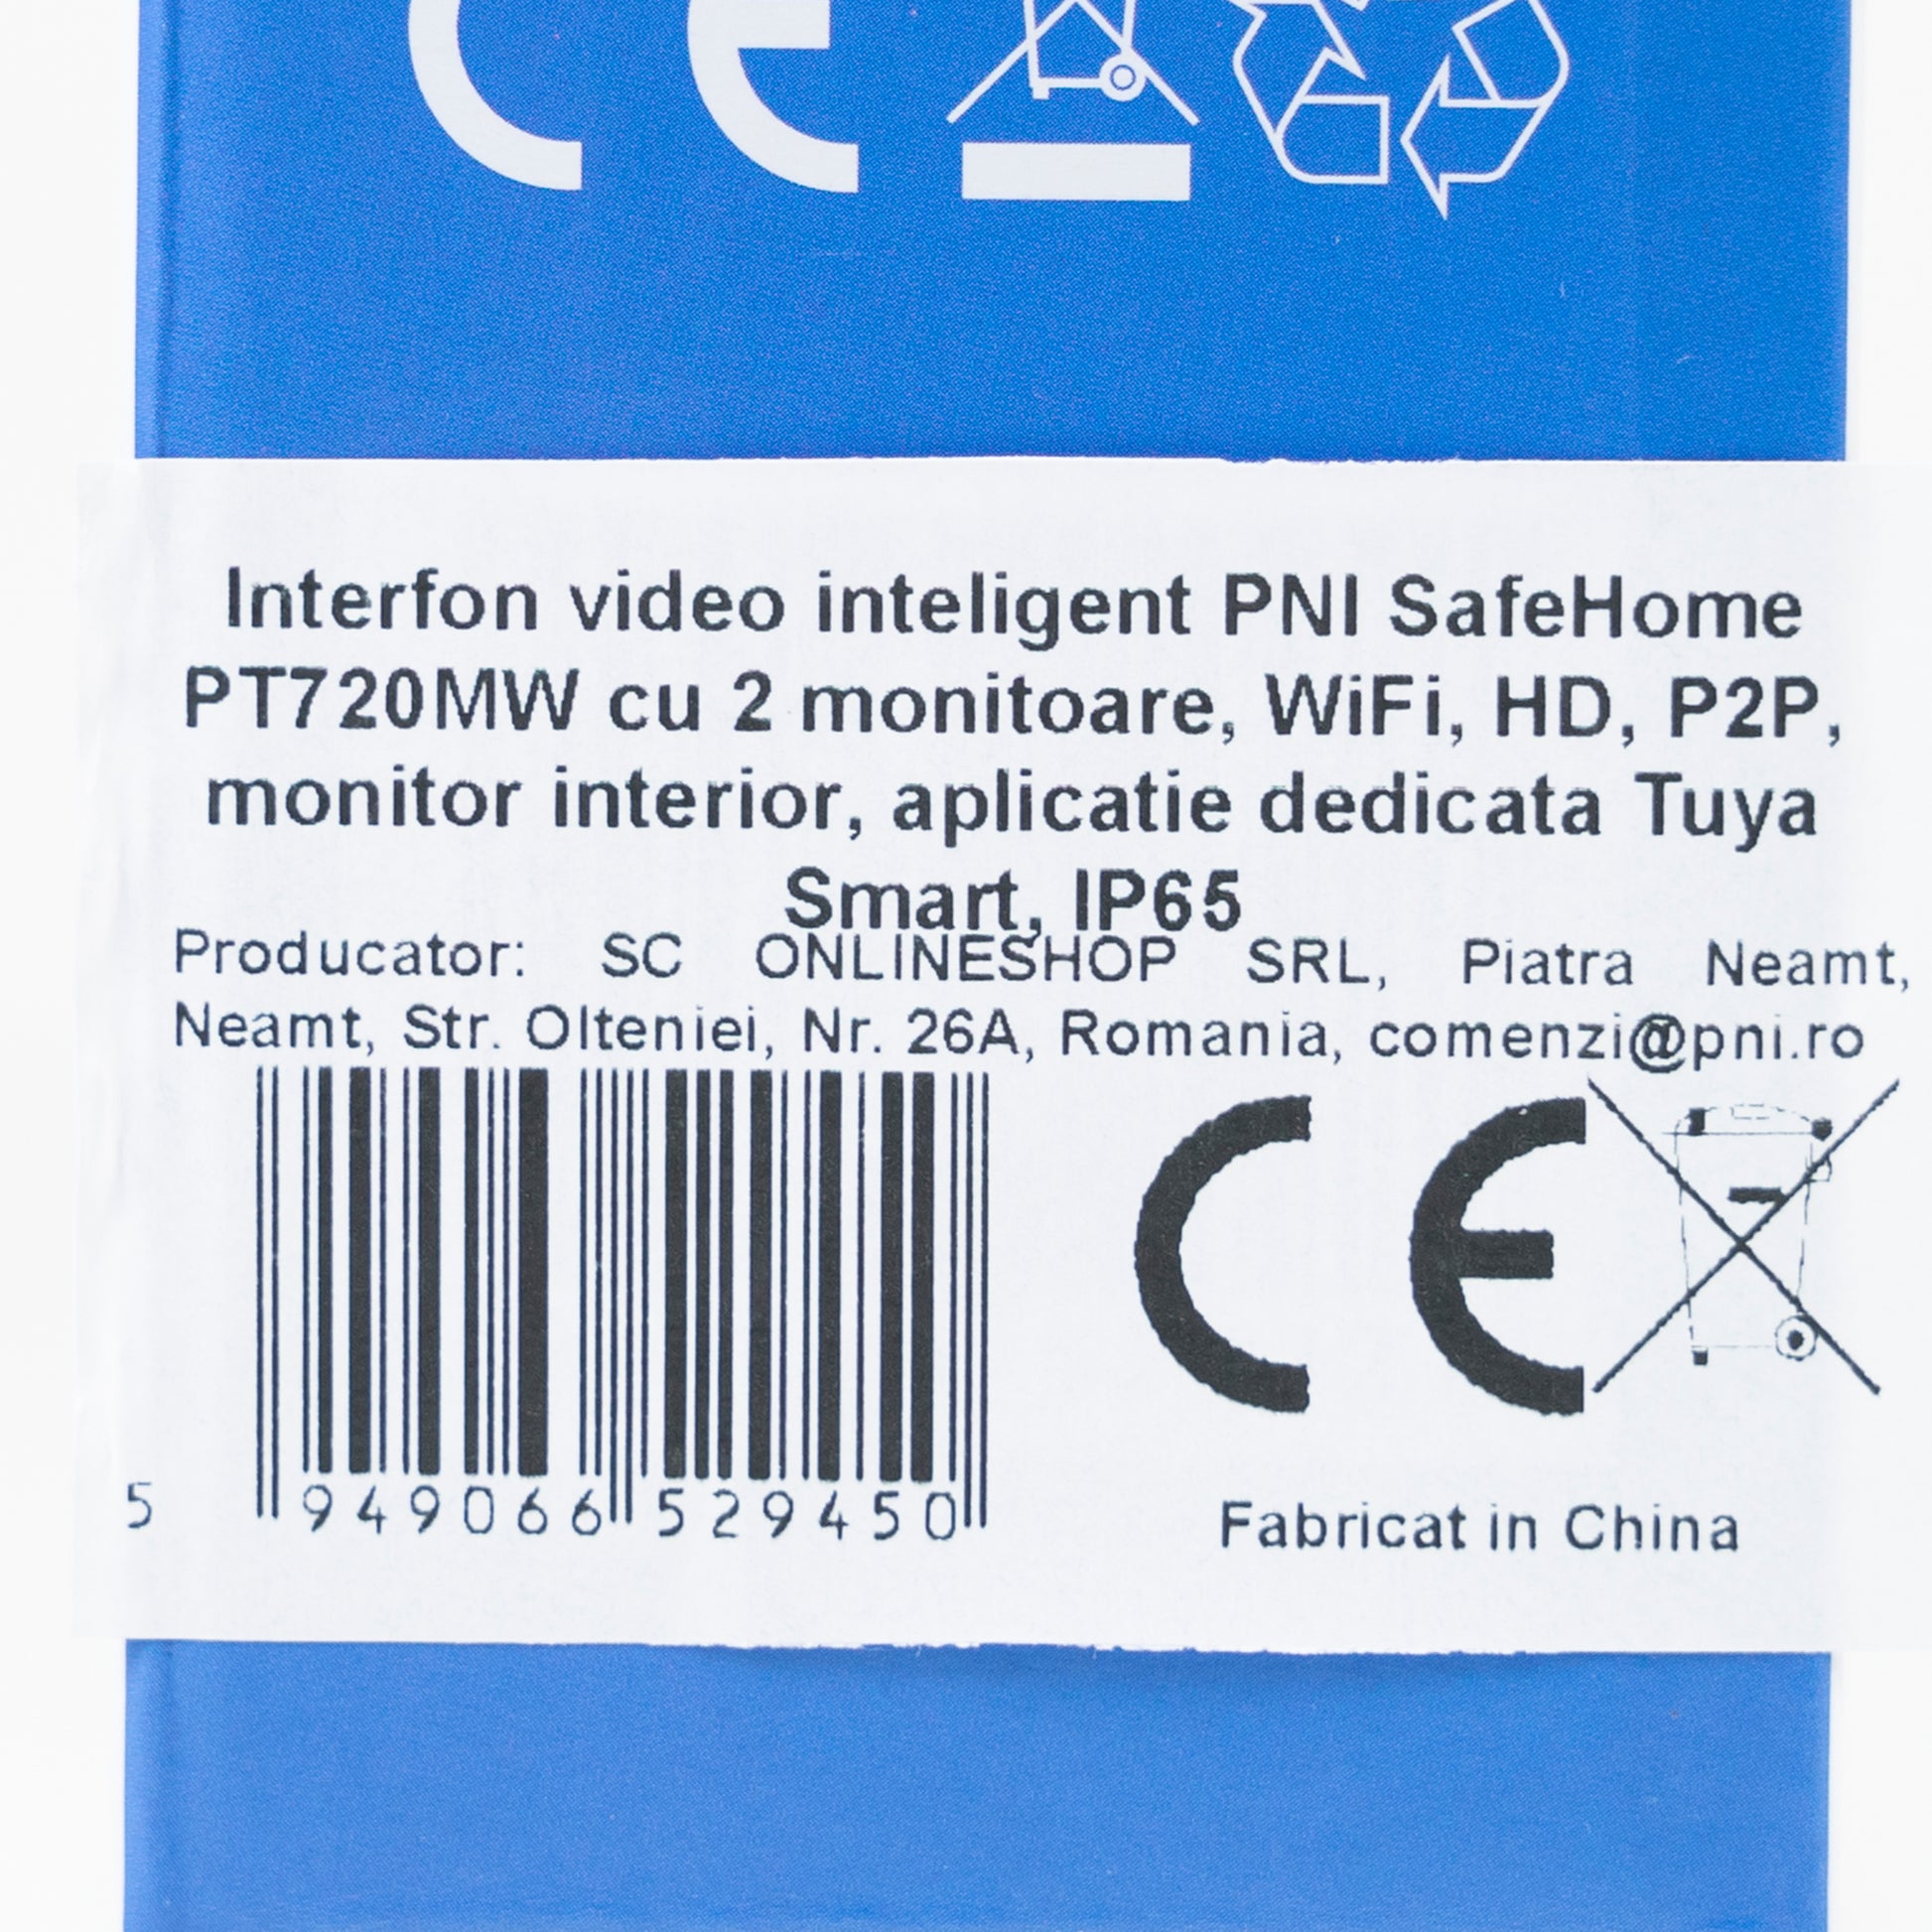 CE
Interfon video inteligent PNI SafeHome
PT720MW cu 2 monitoare, WiFi, HD, P2P,
monitor interior, aplicatie dedicata Tuya
Smart, IP65
Producator: SC ONLINESHOP SRL, Piatra Neamt,
Neamt, Str. Olteniei, Nr. 26A, Romania, comenzi@pni.ro
CE
5 949066 529450
Fabricat in China